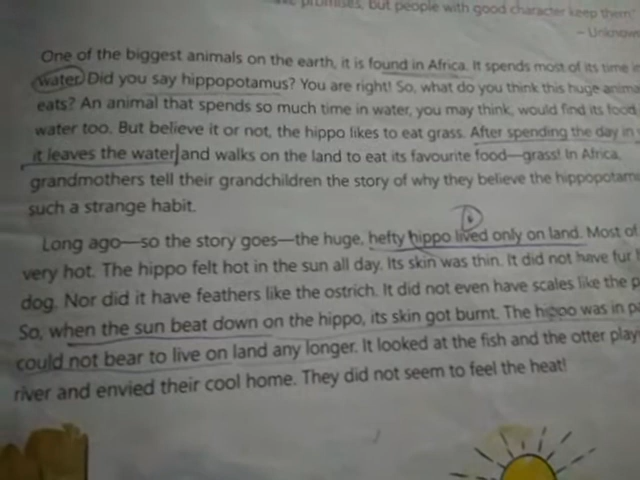 promises, but people with good character keep them"
– Unknown
One of the biggest animals on the earth, it is found in Africa. It spends most of its time in
water. Did you say hippopotamus? You are right! So, what do you think this huge anima
eats? An animal that spends so much time in water, you may think, would find its food
water too. But believe it or not, the hippo likes to eat grass. After spending the day in
it leaves the water and walks on the land to eat its favourite food—grass! In Africa,
grandmothers tell their grandchildren the story of why they believe the hippopotam
such a strange habit.
Long ago—so the story goes—the huge, hefty hippo lived only on land. Most of
very hot. The hippo felt hot in the sun all day. Its skin was thin. It did not have fur
dog. Nor did it have feathers like the ostrich. It did not even have scales like the p
So, when the sun beat down on the hippo, its skin got burnt. The hippo was in p
could not bear to live on land any longer. It looked at the fish and the otter play
river and envied their cool home. They did not seem to feel the heat!